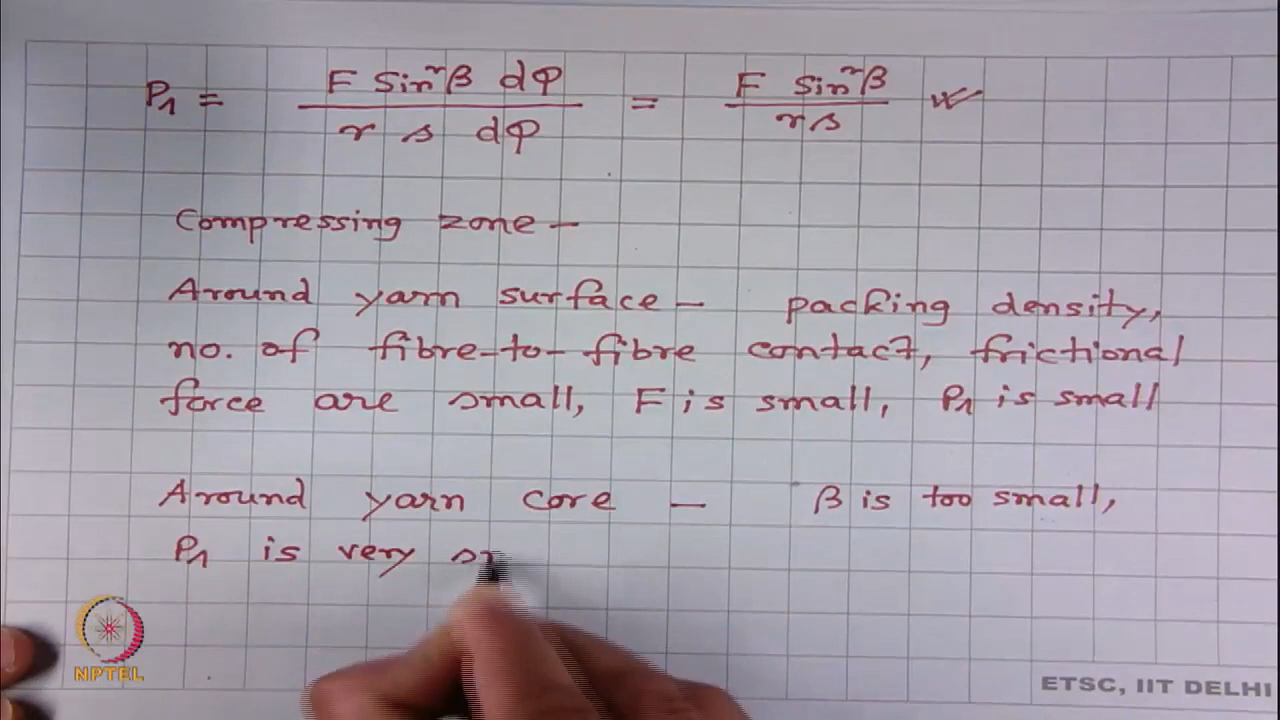 P₁ = F Sin²β dφ / r s dφ = F Sin²β / r s
Compressing zone –
Around yarn surface – packing density,
no. of fibre-to-fibre contact, frictional
force are small, F is small, P₁ is small
Around yarn core – β is too small,
P₁ is very
NPTEL
ETSC, IIT DELHI